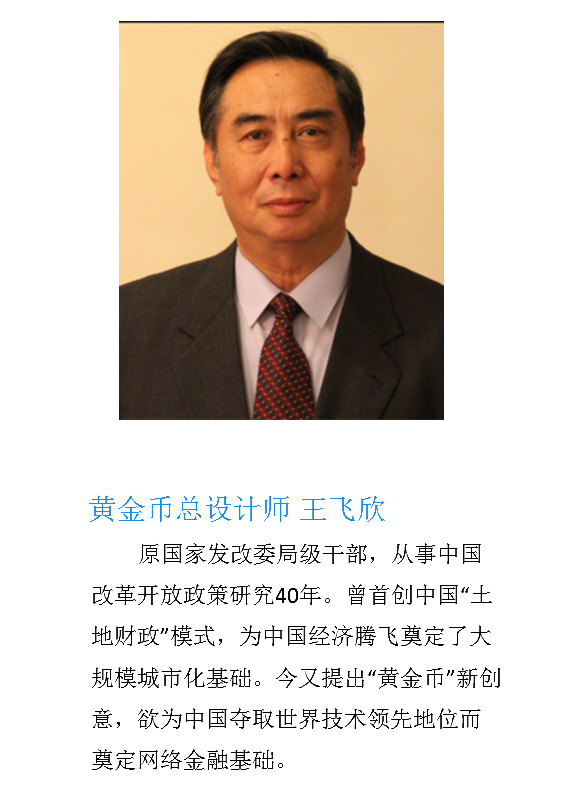 黄金币总设计师 王飞欣
原国家发改委局级干部，从事中国
改革开放政策研究40年。曾首创中国“土
地财政”模式，为中国经济腾飞奠定了大
规模城市化基础。今又提出“黄金币”新创
意，欲为中国夺取世界技术领先地位而
奠定网络金融基础。